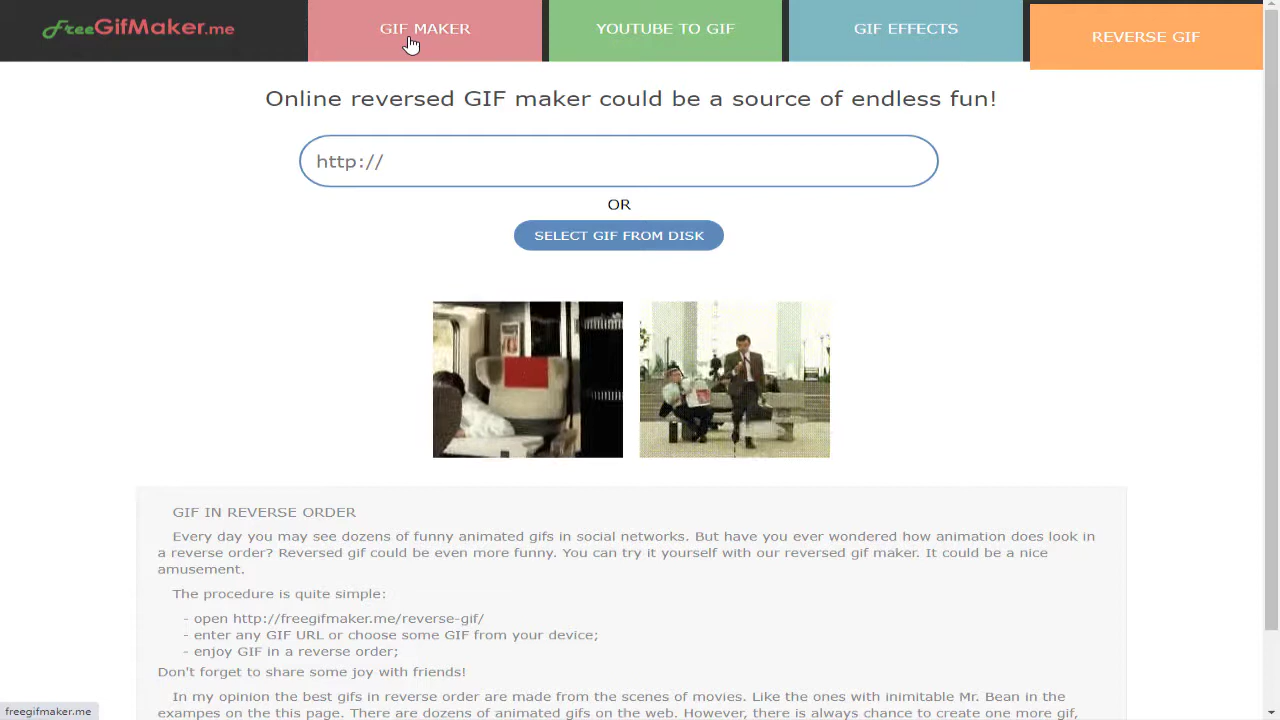 FreeGifMaker.me
GIF MAKER
YOUTUBE TO GIF
GIF EFFECTS
REVERSE GIF
Online reversed GIF maker could be a source of endless fun!
http://
OR
SELECT GIF FROM DISK
GIF IN REVERSE ORDER
Every day you may see dozens of funny animated gifs in social networks. But have you ever wondered how animation does look in
a reverse order? Reversed gif could be even more funny. You can try it yourself with our reversed gif maker. It could be a nice
amusement.
The procedure is quite simple:
- open http://freegifmaker.me/reverse-gif/
- enter any GIF URL or choose some GIF from your device;
- enjoy GIF in a reverse order;
Don't forget to share some joy with friends!
In my opinion the best gifs in reverse order are made from the scenes of movies. Like the ones with inimitable Mr. Bean in the
exampes on the this page. There are dozens of animated gifs on the web. However, there is always chance to create one more gif,
freegifmaker.me